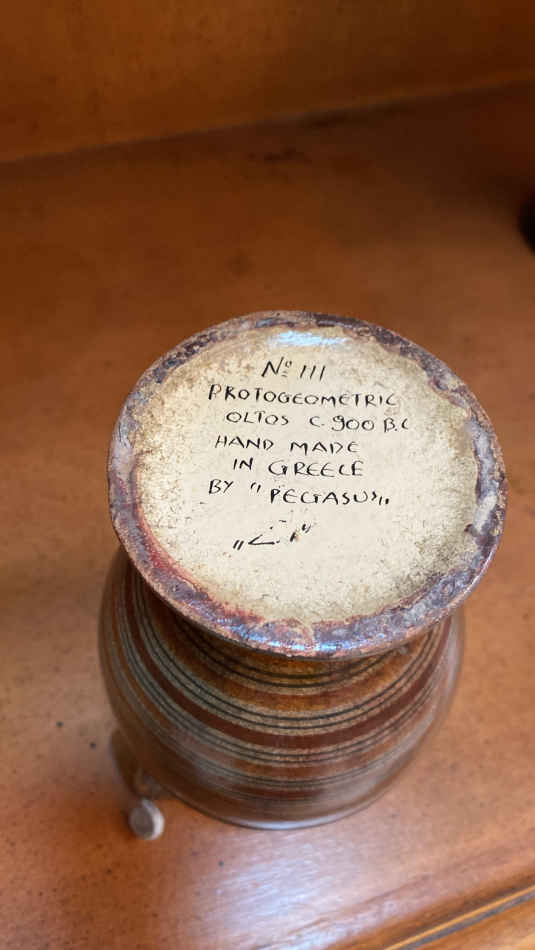 Nº 111
PROTOGEOMETRIC
OLTOS C. 900 B.C
HAND MADE
IN GREECE
BY "PEGASUS"